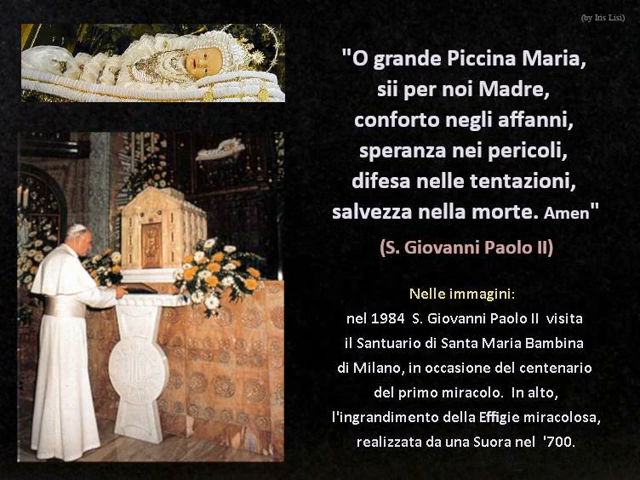 (by Iris Lisi)
"O grande Piccina Maria,
sii per noi Madre,
conforto negli affanni,
speranza nei pericoli,
difesa nelle tentazioni,
salvezza nella morte. Amen"
(S. Giovanni Paolo II)
Nelle immagini:
nel 1984 S. Giovanni Paolo II visita
il Santuario di Santa Maria Bambina
di Milano, in occasione del centenario
del primo miracolo. In alto,
l'ingrandimento della Effigie miracolosa,
realizzata da una Suora nel '700.